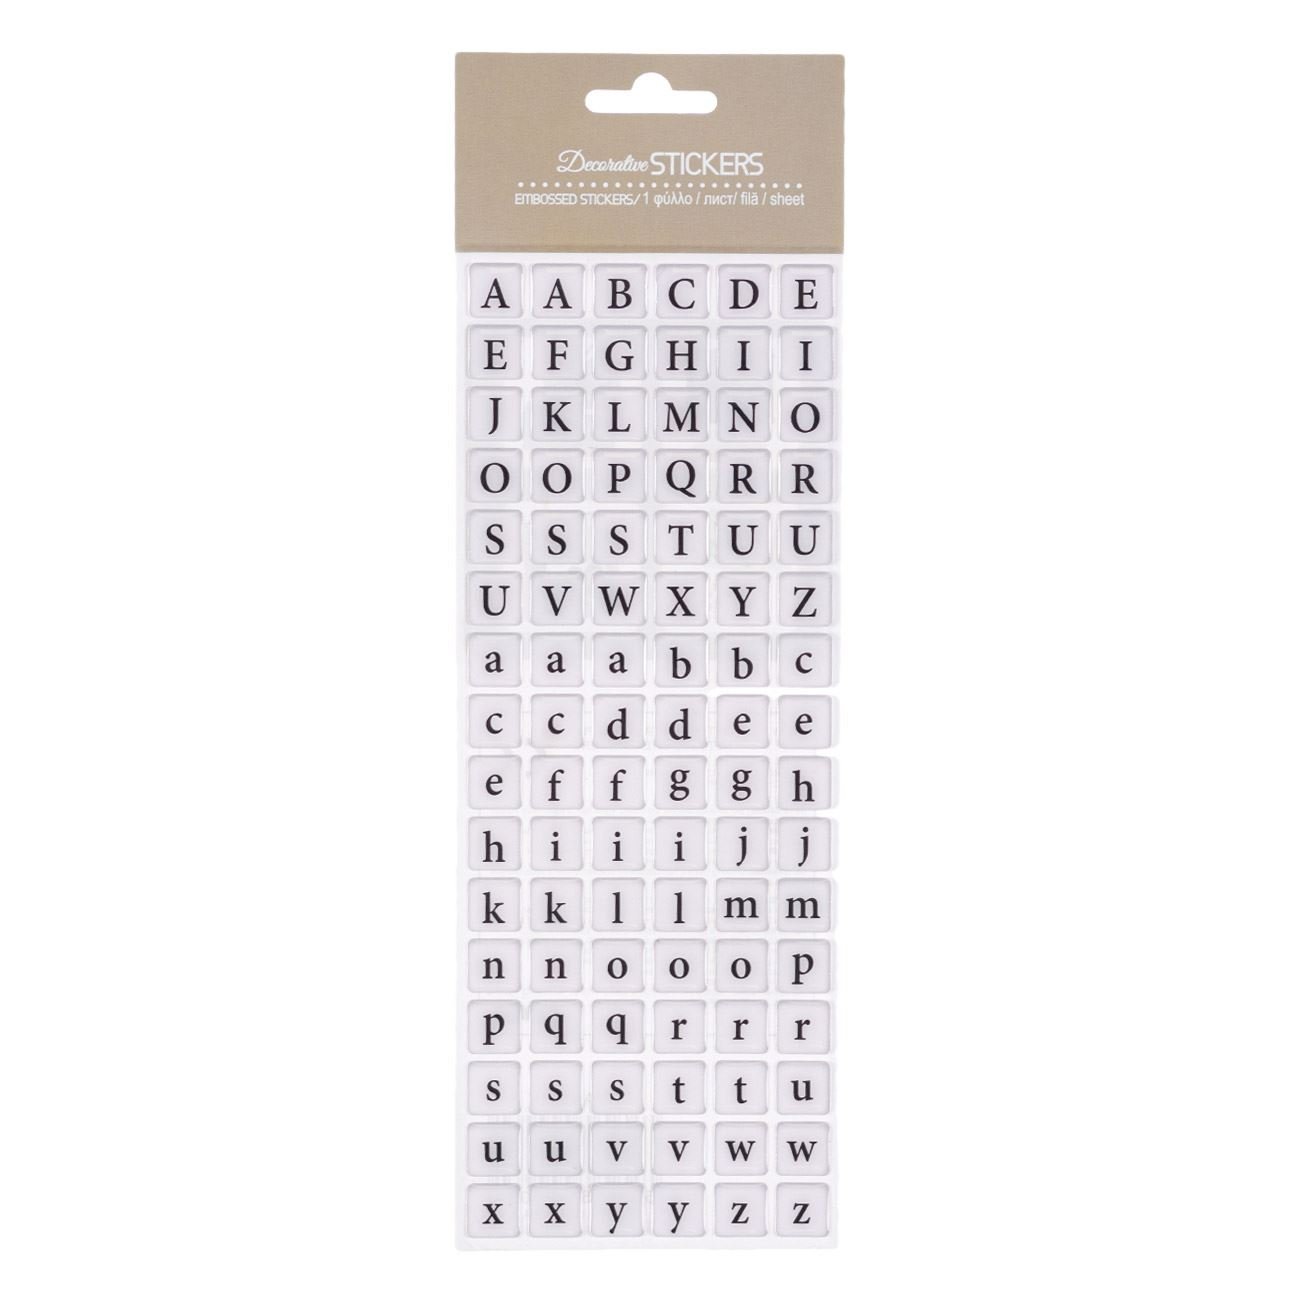 Decorative STICKERS
EMBOSSED STICKERS/ 1 φύλλο / лист/ filă / sheet
A A B C D E
E F G H I I
J K L M N O
O O P Q R R
S S S T U U
U V W X Y Z
a a a b b c
c c d d e e
e f f g g h
h i i i j j
k k l l m m
n n o o o p
p q q r r r
s s s t t u
u u v v w w
x x y y z z